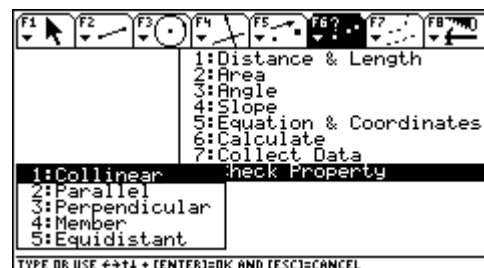 F1 F2 F3 F4 F5 F6 F7 F8
1:Distance & Length
2:Area
3:Angle
4:Slope
5:Equation & Coordinates
6:Calculate
7:Collect Data
heck Property
1:Collinear
2:Parallel
3:Perpendicular
4:Member
5:Equidistant
TYPE OR USE ←→↑↓ + [ENTER]=OK AND [ESC]=CANCEL